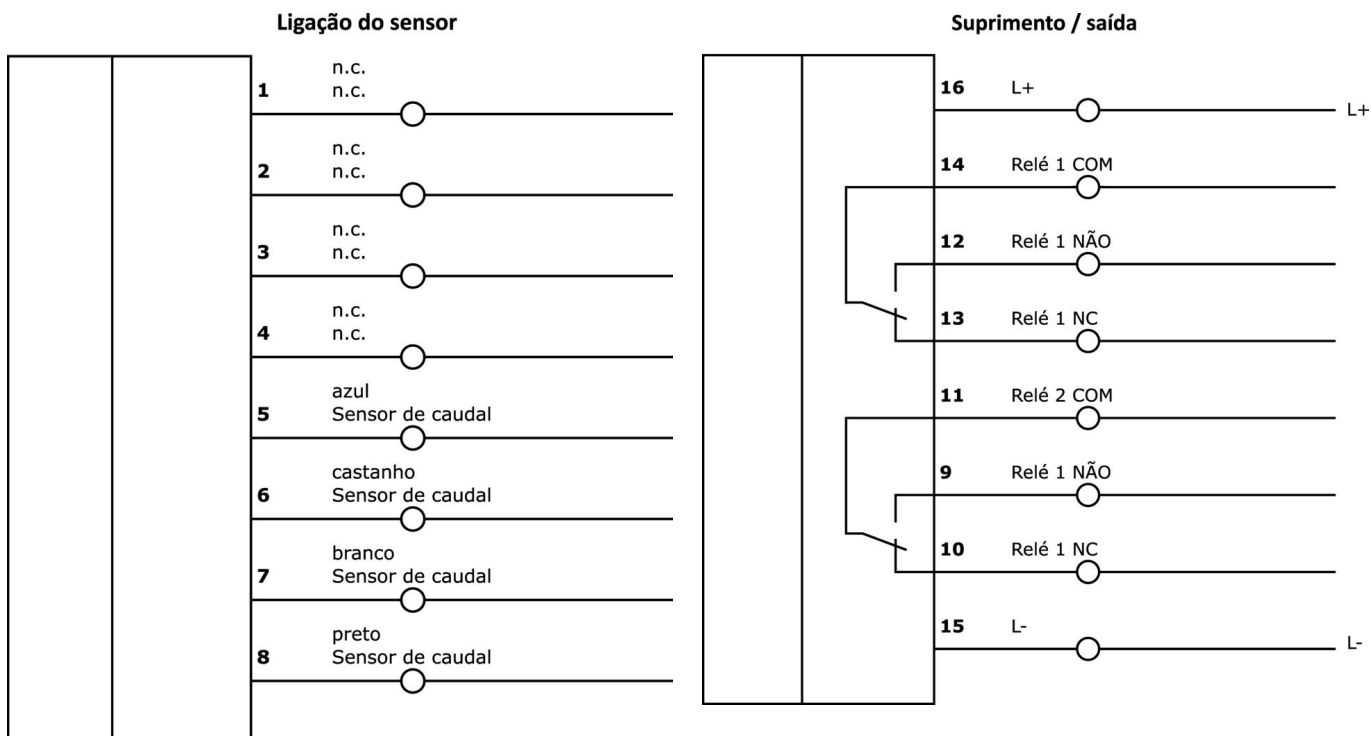 Ligação do sensor
n.c.
1 n.c.
n.c.
2 n.c.
n.c.
3 n.c.
n.c.
4 n.c.
azul
5 Sensor de caudal
castanho
6 Sensor de caudal
branco
7 Sensor de caudal
preto
8 Sensor de caudal
Suprimento / saída
16 L+
L+
14 Relé 1 COM
12 Relé 1 NÃO
13 Relé 1 NC
11 Relé 2 COM
9 Relé 1 NÃO
10 Relé 1 NC
15 L-
L-